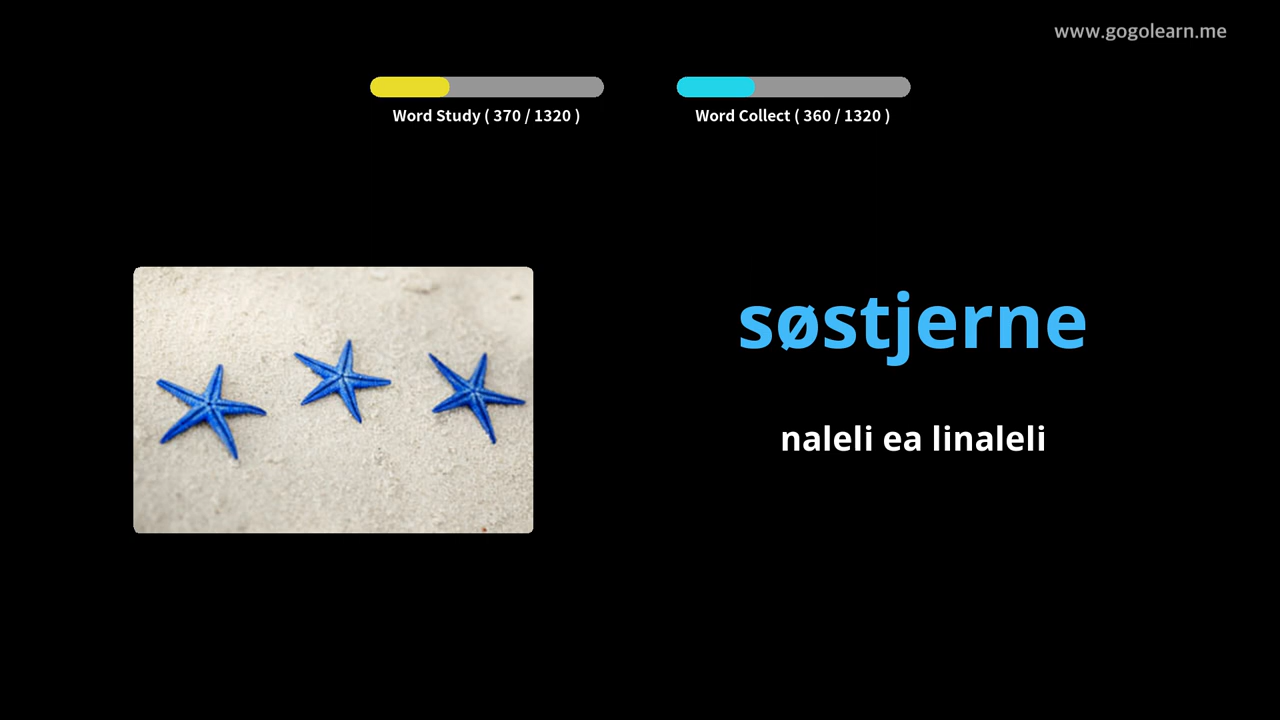 www.gogolearn.me
Word Study ( 370 / 1320 )
Word Collect ( 360 / 1320 )
søstjerne
naleli ea linaleli